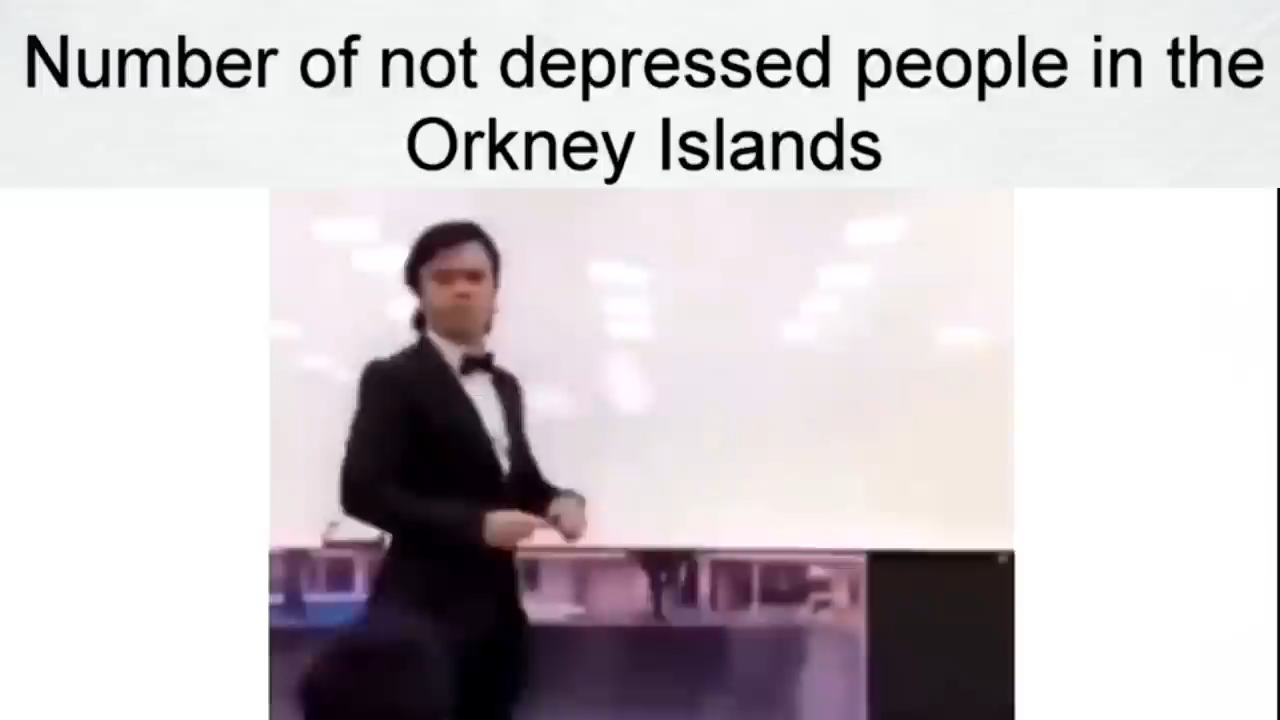 Number of not depressed people in the
Orkney Islands